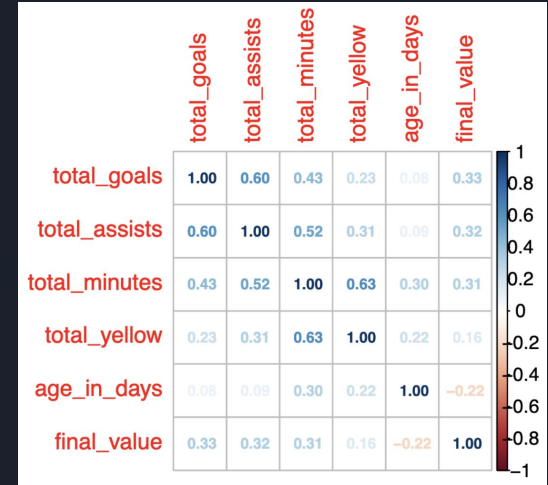 total_goals
total_assists
total_minutes
total_yellow
age_in_days
final_value
total_goals 1.00 0.60 0.43 0.23 0.08 0.33
total_assists 0.60 1.00 0.52 0.31 0.09 0.32
total_minutes 0.43 0.52 1.00 0.63 0.30 0.31
total_yellow 0.23 0.31 0.63 1.00 0.22 0.16
age_in_days 0.08 0.09 0.30 0.22 1.00 −0.22
final_value 0.33 0.32 0.31 0.16 −0.22 1.00
1
0.8
0.6
0.4
0.2
0
−0.2
−0.4
−0.6
−0.8
−1